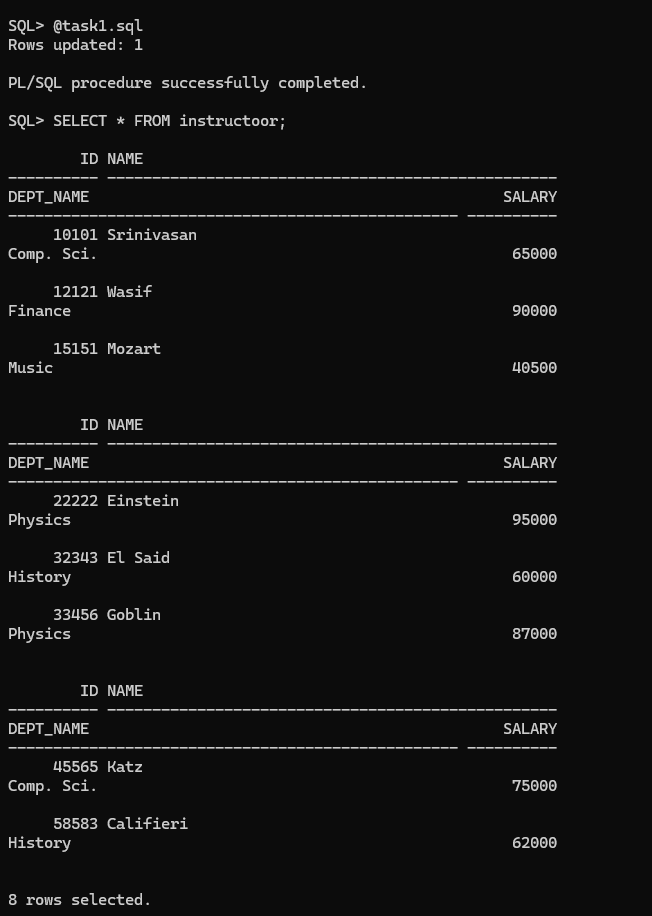 SQL> @task1.sql
Rows updated: 1
PL/SQL procedure successfully completed.
SQL> SELECT * FROM instructoor;
        ID NAME
---------- --------------------------------------------------
DEPT_NAME                                              SALARY
-------------------------------------------------- ----------
     10101 Srinivasan
Comp. Sci.                                              65000
     12121 Wasif
Finance                                                 90000
     15151 Mozart
Music                                                   40500
        ID NAME
---------- --------------------------------------------------
DEPT_NAME                                              SALARY
-------------------------------------------------- ----------
     22222 Einstein
Physics                                                 95000
     32343 El Said
History                                                 60000
     33456 Goblin
Physics                                                 87000
        ID NAME
---------- --------------------------------------------------
DEPT_NAME                                              SALARY
-------------------------------------------------- ----------
     45565 Katz
Comp. Sci.                                              75000
     58583 Califieri
History                                                 62000
8 rows selected.